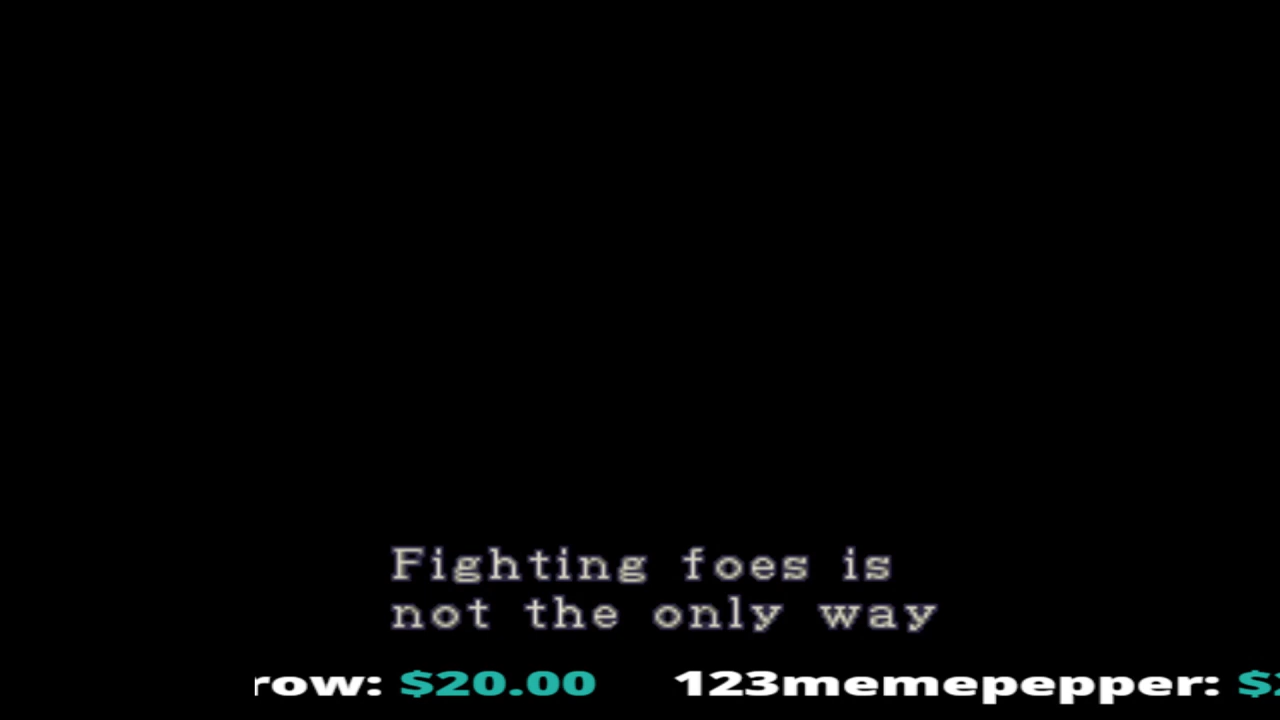 Fighting foes is
not the only way
row: $20.00 123memepepper: $